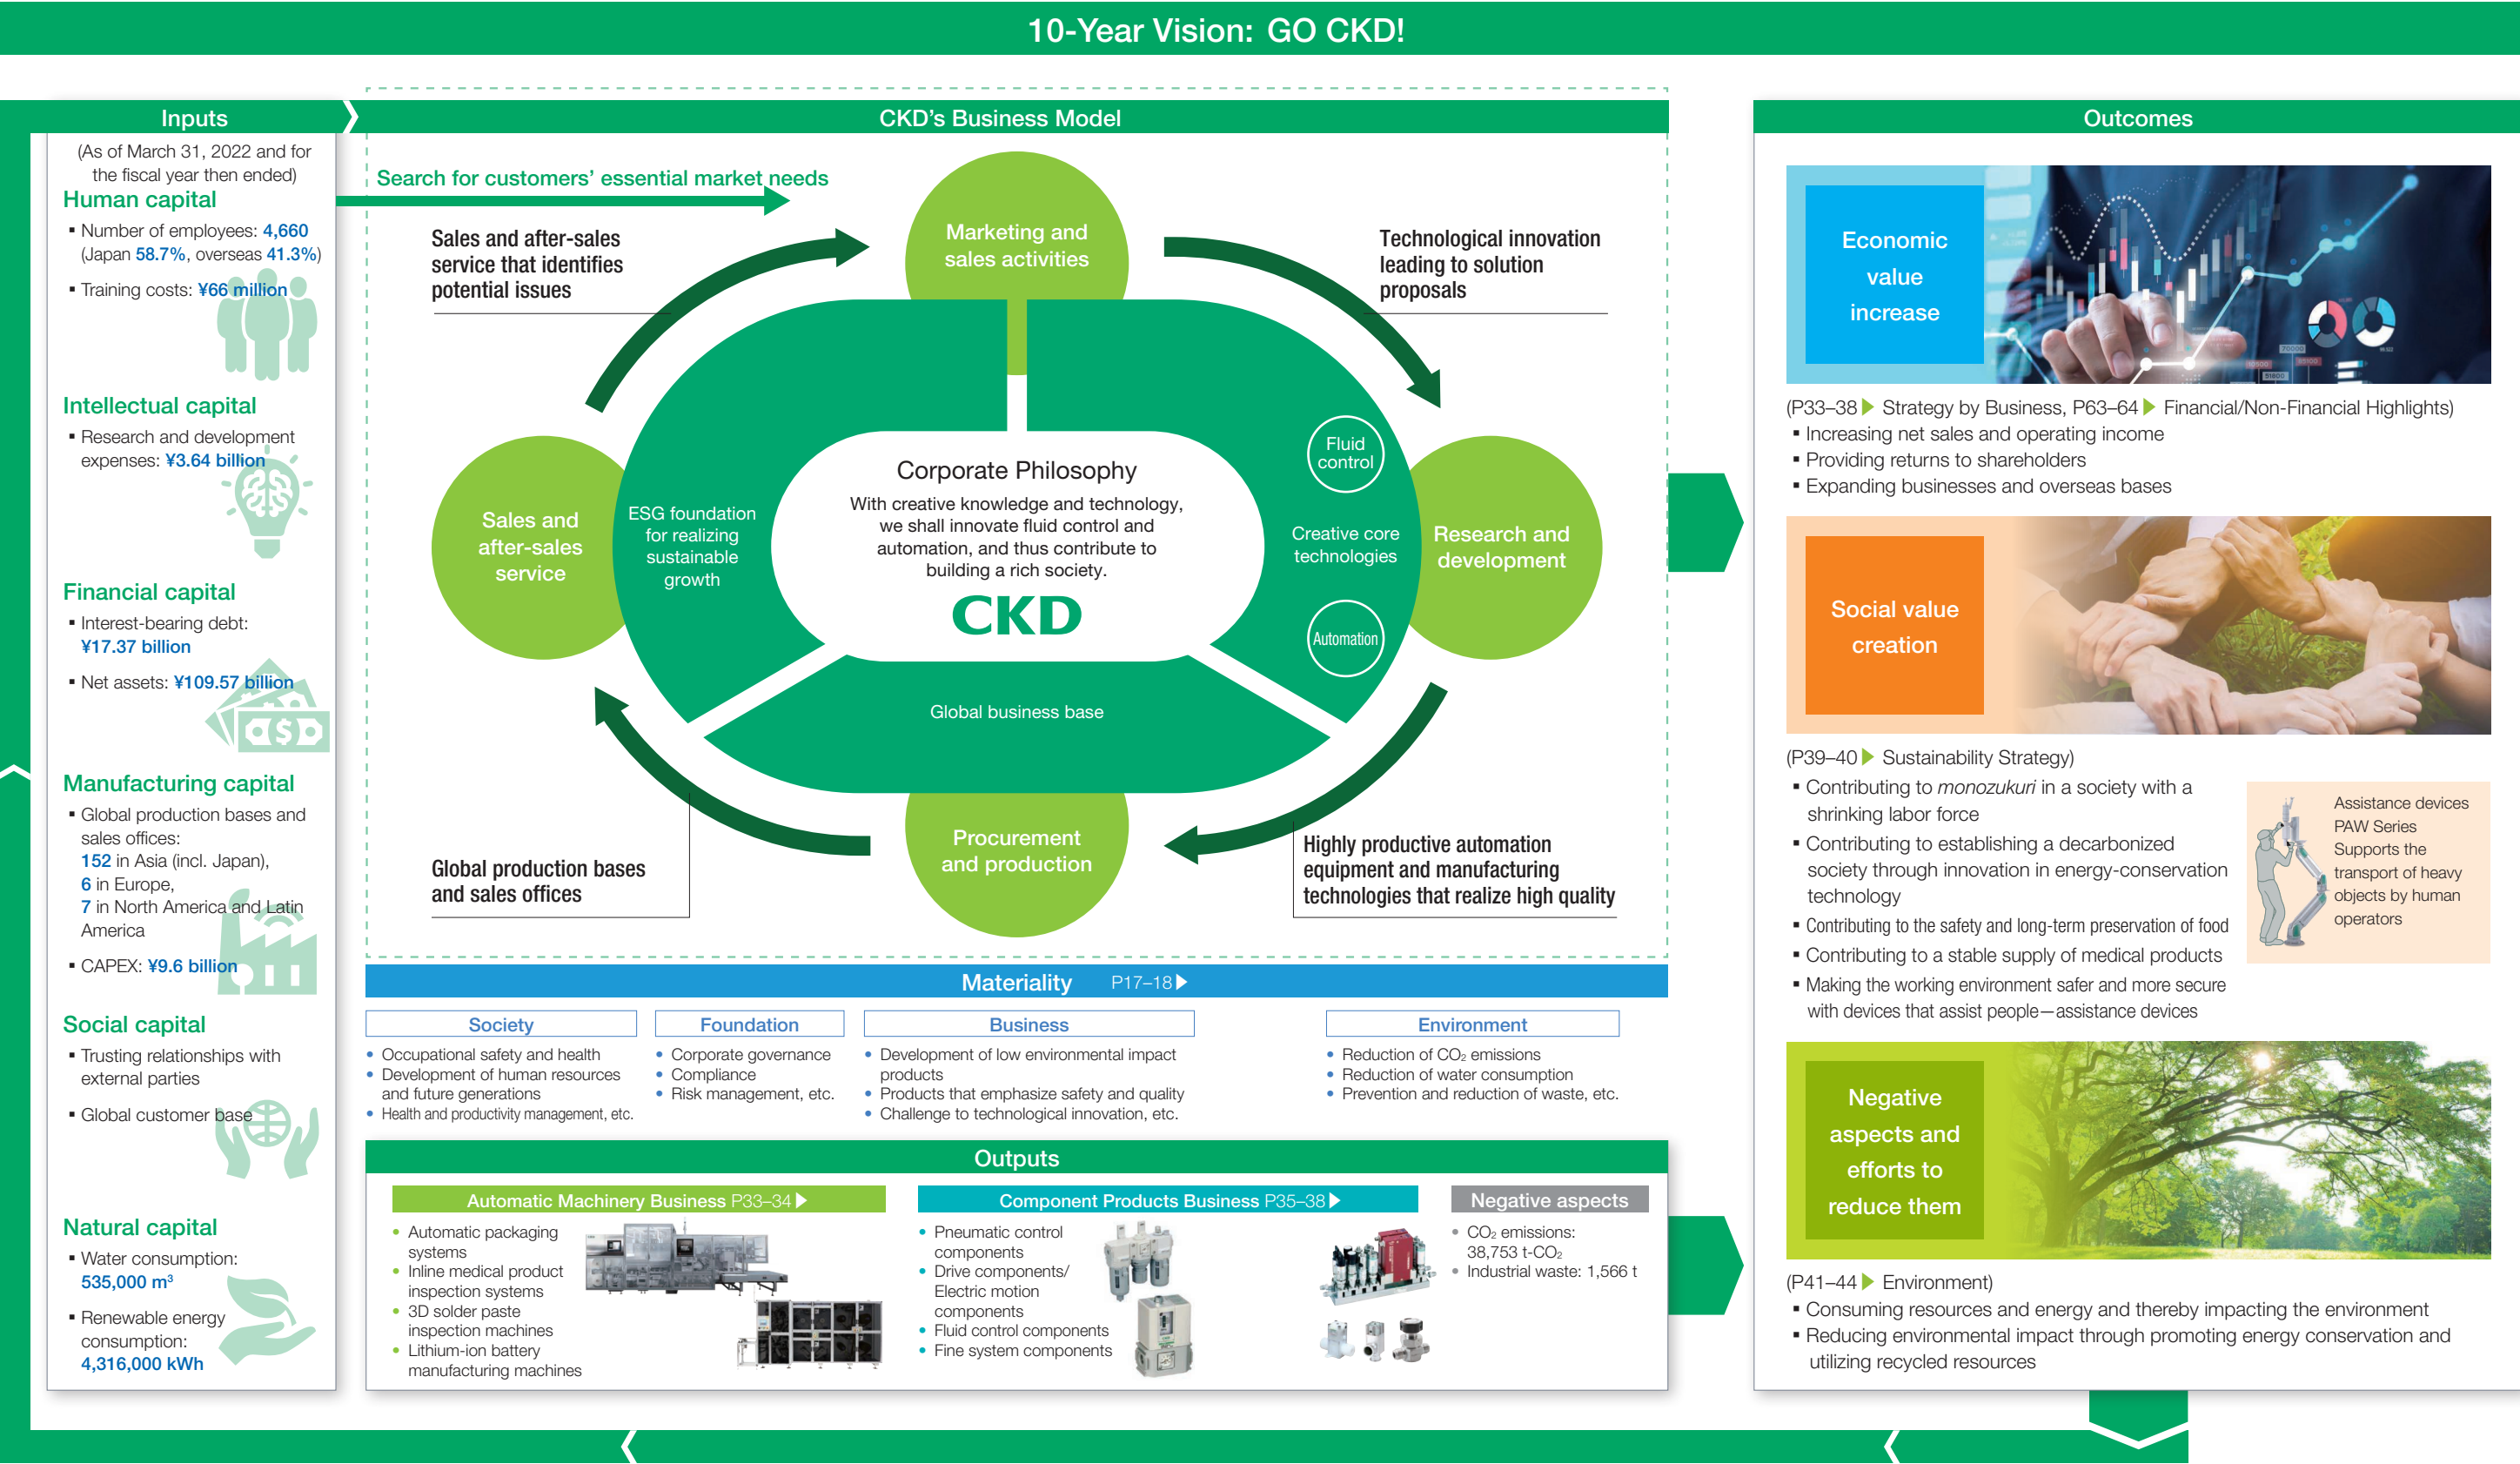 10-Year Vision: GO CKD!
Inputs
(As of March 31, 2022 and for
the fiscal year then ended)
Human capital
▪ Number of employees: 4,660
(Japan 58.7%, overseas 41.3%)
▪ Training costs: ¥66 million
Intellectual capital
▪ Research and development
expenses: ¥3.64 billion
Financial capital
▪ Interest-bearing debt:
¥17.37 billion
▪ Net assets: ¥109.57 billion
Manufacturing capital
▪ Global production bases and
sales offices:
152 in Asia (incl. Japan),
6 in Europe,
7 in North America and Latin
America
▪ CAPEX: ¥9.6 billion
Social capital
▪ Trusting relationships with
external parties
▪ Global customer base
Natural capital
▪ Water consumption:
535,000 m³
▪ Renewable energy
consumption:
4,316,000 kWh
CKD's Business Model
Search for customers' essential market needs
Sales and after-sales
service that identifies
potential issues
Marketing and
sales activities
Technological innovation
leading to solution
proposals
Sales and
after-sales
service
ESG foundation
for realizing
sustainable
growth
Corporate Philosophy
With creative knowledge and technology,
we shall innovate fluid control and
automation, and thus contribute to
building a rich society.
CKD
Fluid
control
Creative core
technologies
Automation
Research and
development
Global business base
Global production bases
and sales offices
Procurement
and production
Highly productive automation
equipment and manufacturing
technologies that realize high quality
Materiality P17–18
Society
• Occupational safety and health
• Development of human resources
and future generations
• Health and productivity management, etc.
Foundation
• Corporate governance
• Compliance
• Risk management, etc.
Business
• Development of low environmental impact
products
• Products that emphasize safety and quality
• Challenge to technological innovation, etc.
Environment
• Reduction of CO₂ emissions
• Reduction of water consumption
• Prevention and reduction of waste, etc.
Outputs
Automatic Machinery Business P33–34
• Automatic packaging
systems
• Inline medical product
inspection systems
• 3D solder paste
inspection machines
• Lithium-ion battery
manufacturing machines
Component Products Business P35–38
• Pneumatic control
components
• Drive components/
Electric motion
components
• Fluid control components
• Fine system components
Negative aspects
• CO₂ emissions:
38,753 t-CO₂
• Industrial waste: 1,566 t
Outcomes
Economic
value
increase
70000
51600
(P33–38 Strategy by Business, P63–64 Financial/Non-Financial Highlights)
▪ Increasing net sales and operating income
▪ Providing returns to shareholders
▪ Expanding businesses and overseas bases
Social value
creation
(P39–40 Sustainability Strategy)
▪ Contributing to monozukuri in a society with a
shrinking labor force
▪ Contributing to establishing a decarbonized
society through innovation in energy-conservation
technology
▪ Contributing to the safety and long-term preservation of food
▪ Contributing to a stable supply of medical products
▪ Making the working environment safer and more secure
with devices that assist people—assistance devices
Assistance devices
PAW Series
Supports the
transport of heavy
objects by human
operators
Negative
aspects and
efforts to
reduce them
(P41–44 Environment)
▪ Consuming resources and energy and thereby impacting the environment
▪ Reducing environmental impact through promoting energy conservation and
utilizing recycled resources